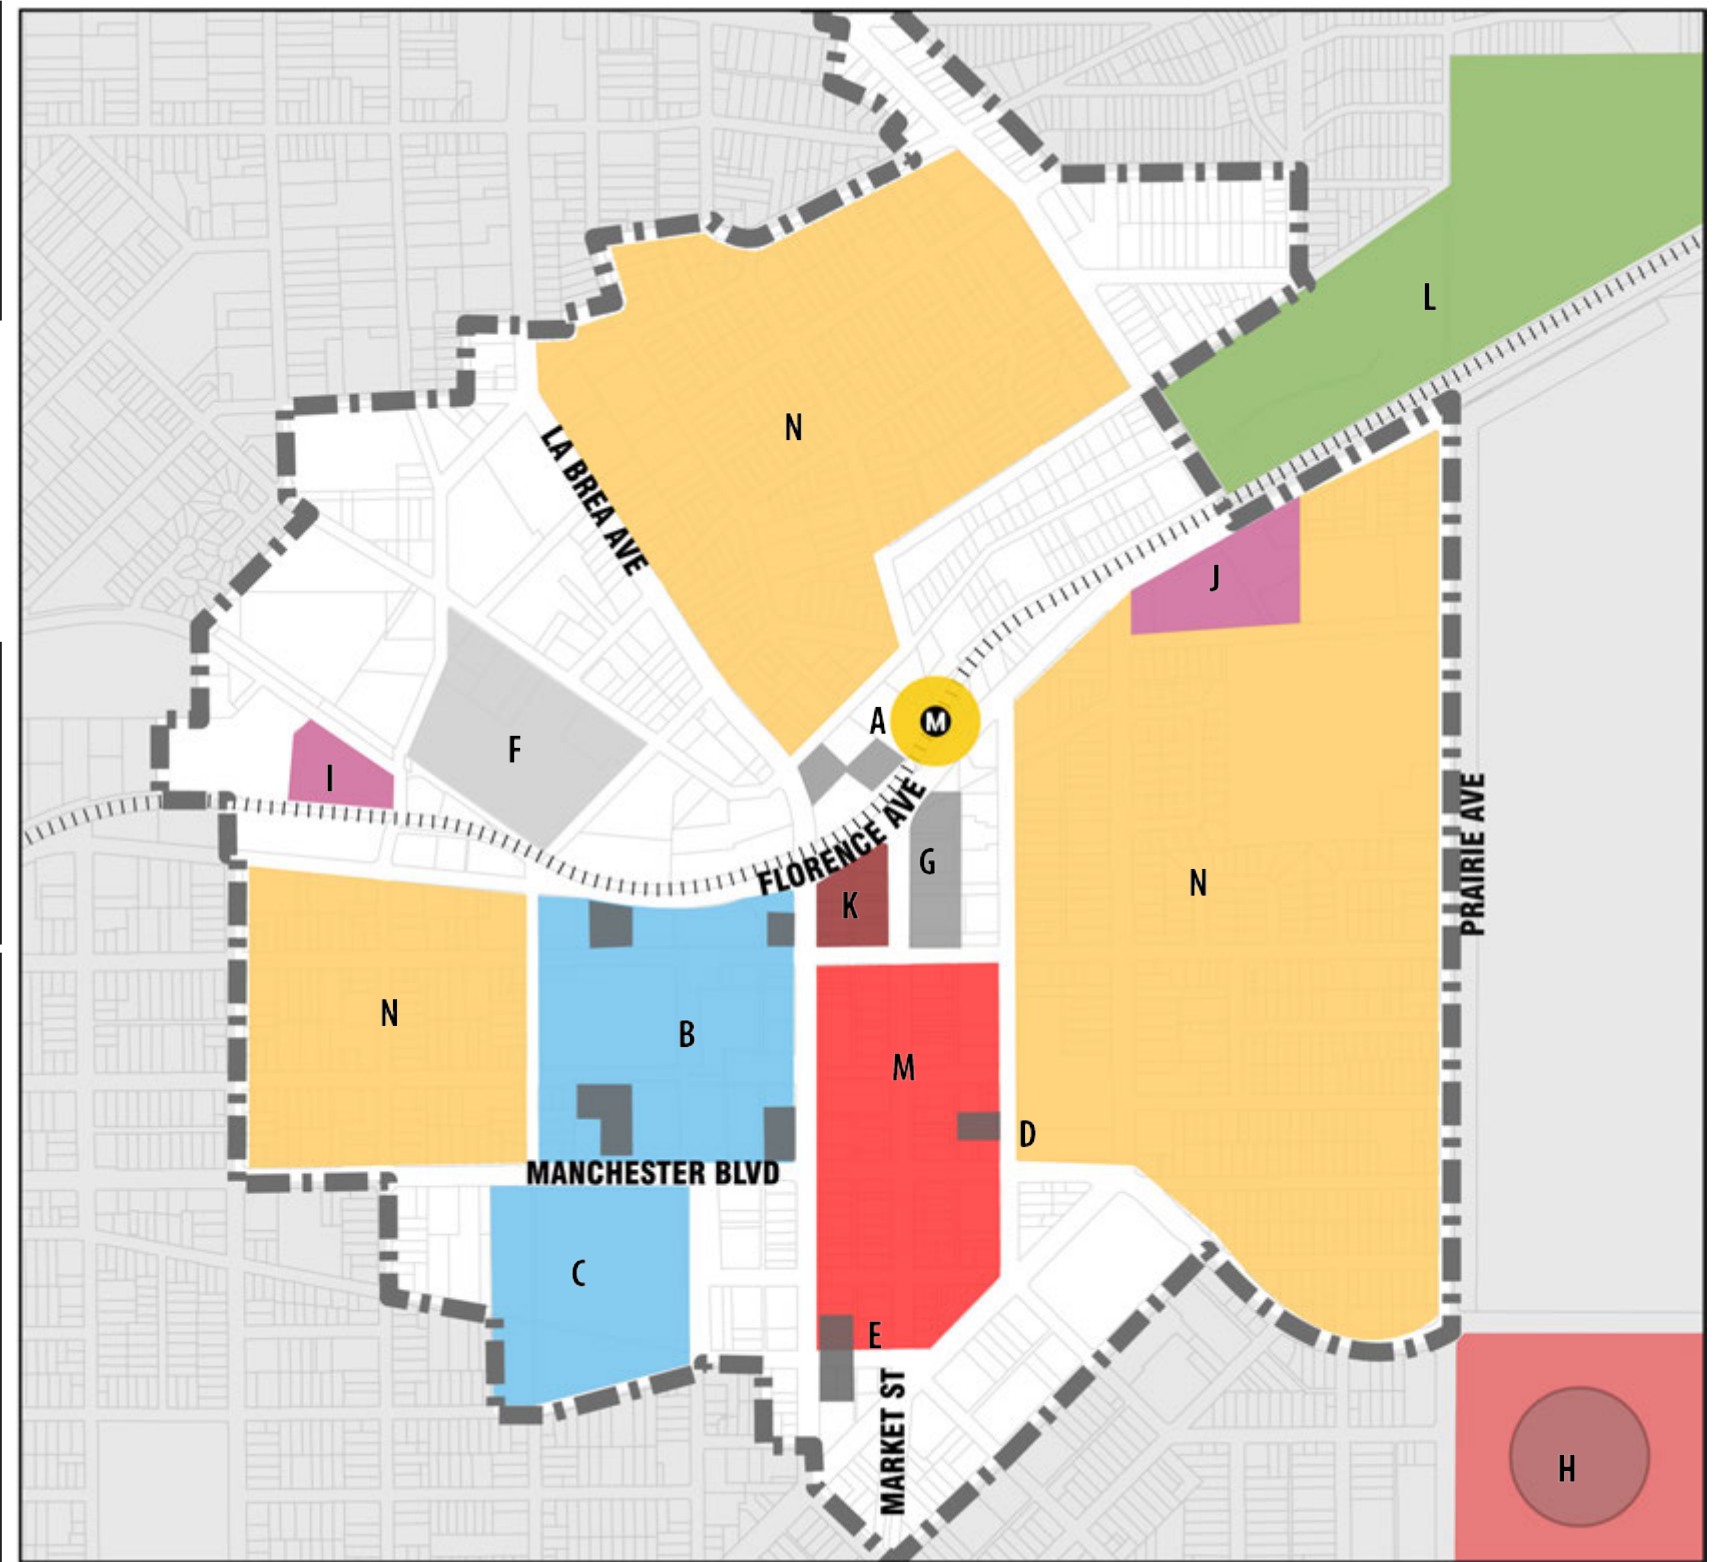 L
N
LA BREA AVE
J
A
M
F
I
FLORENCE AVE
G
K
N
PRAIRIE AVE
N
B
M
D
MANCHESTER BLVD
C
E
MARKET ST
H